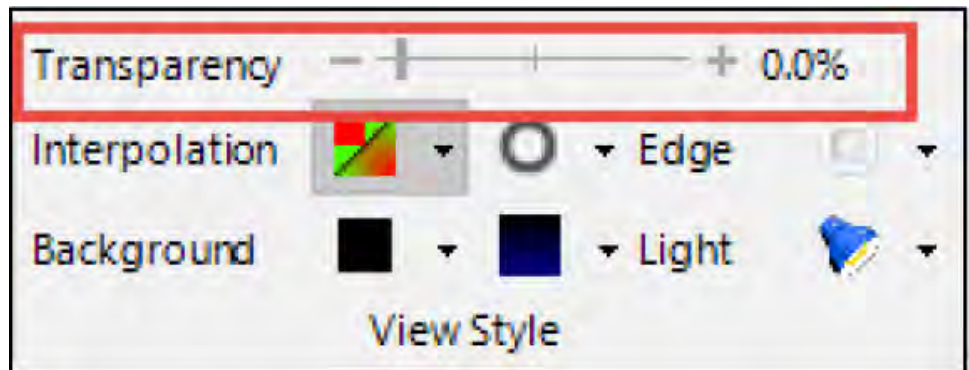 Transparency 0.0%
Interpolation Edge
Background Light
View Style